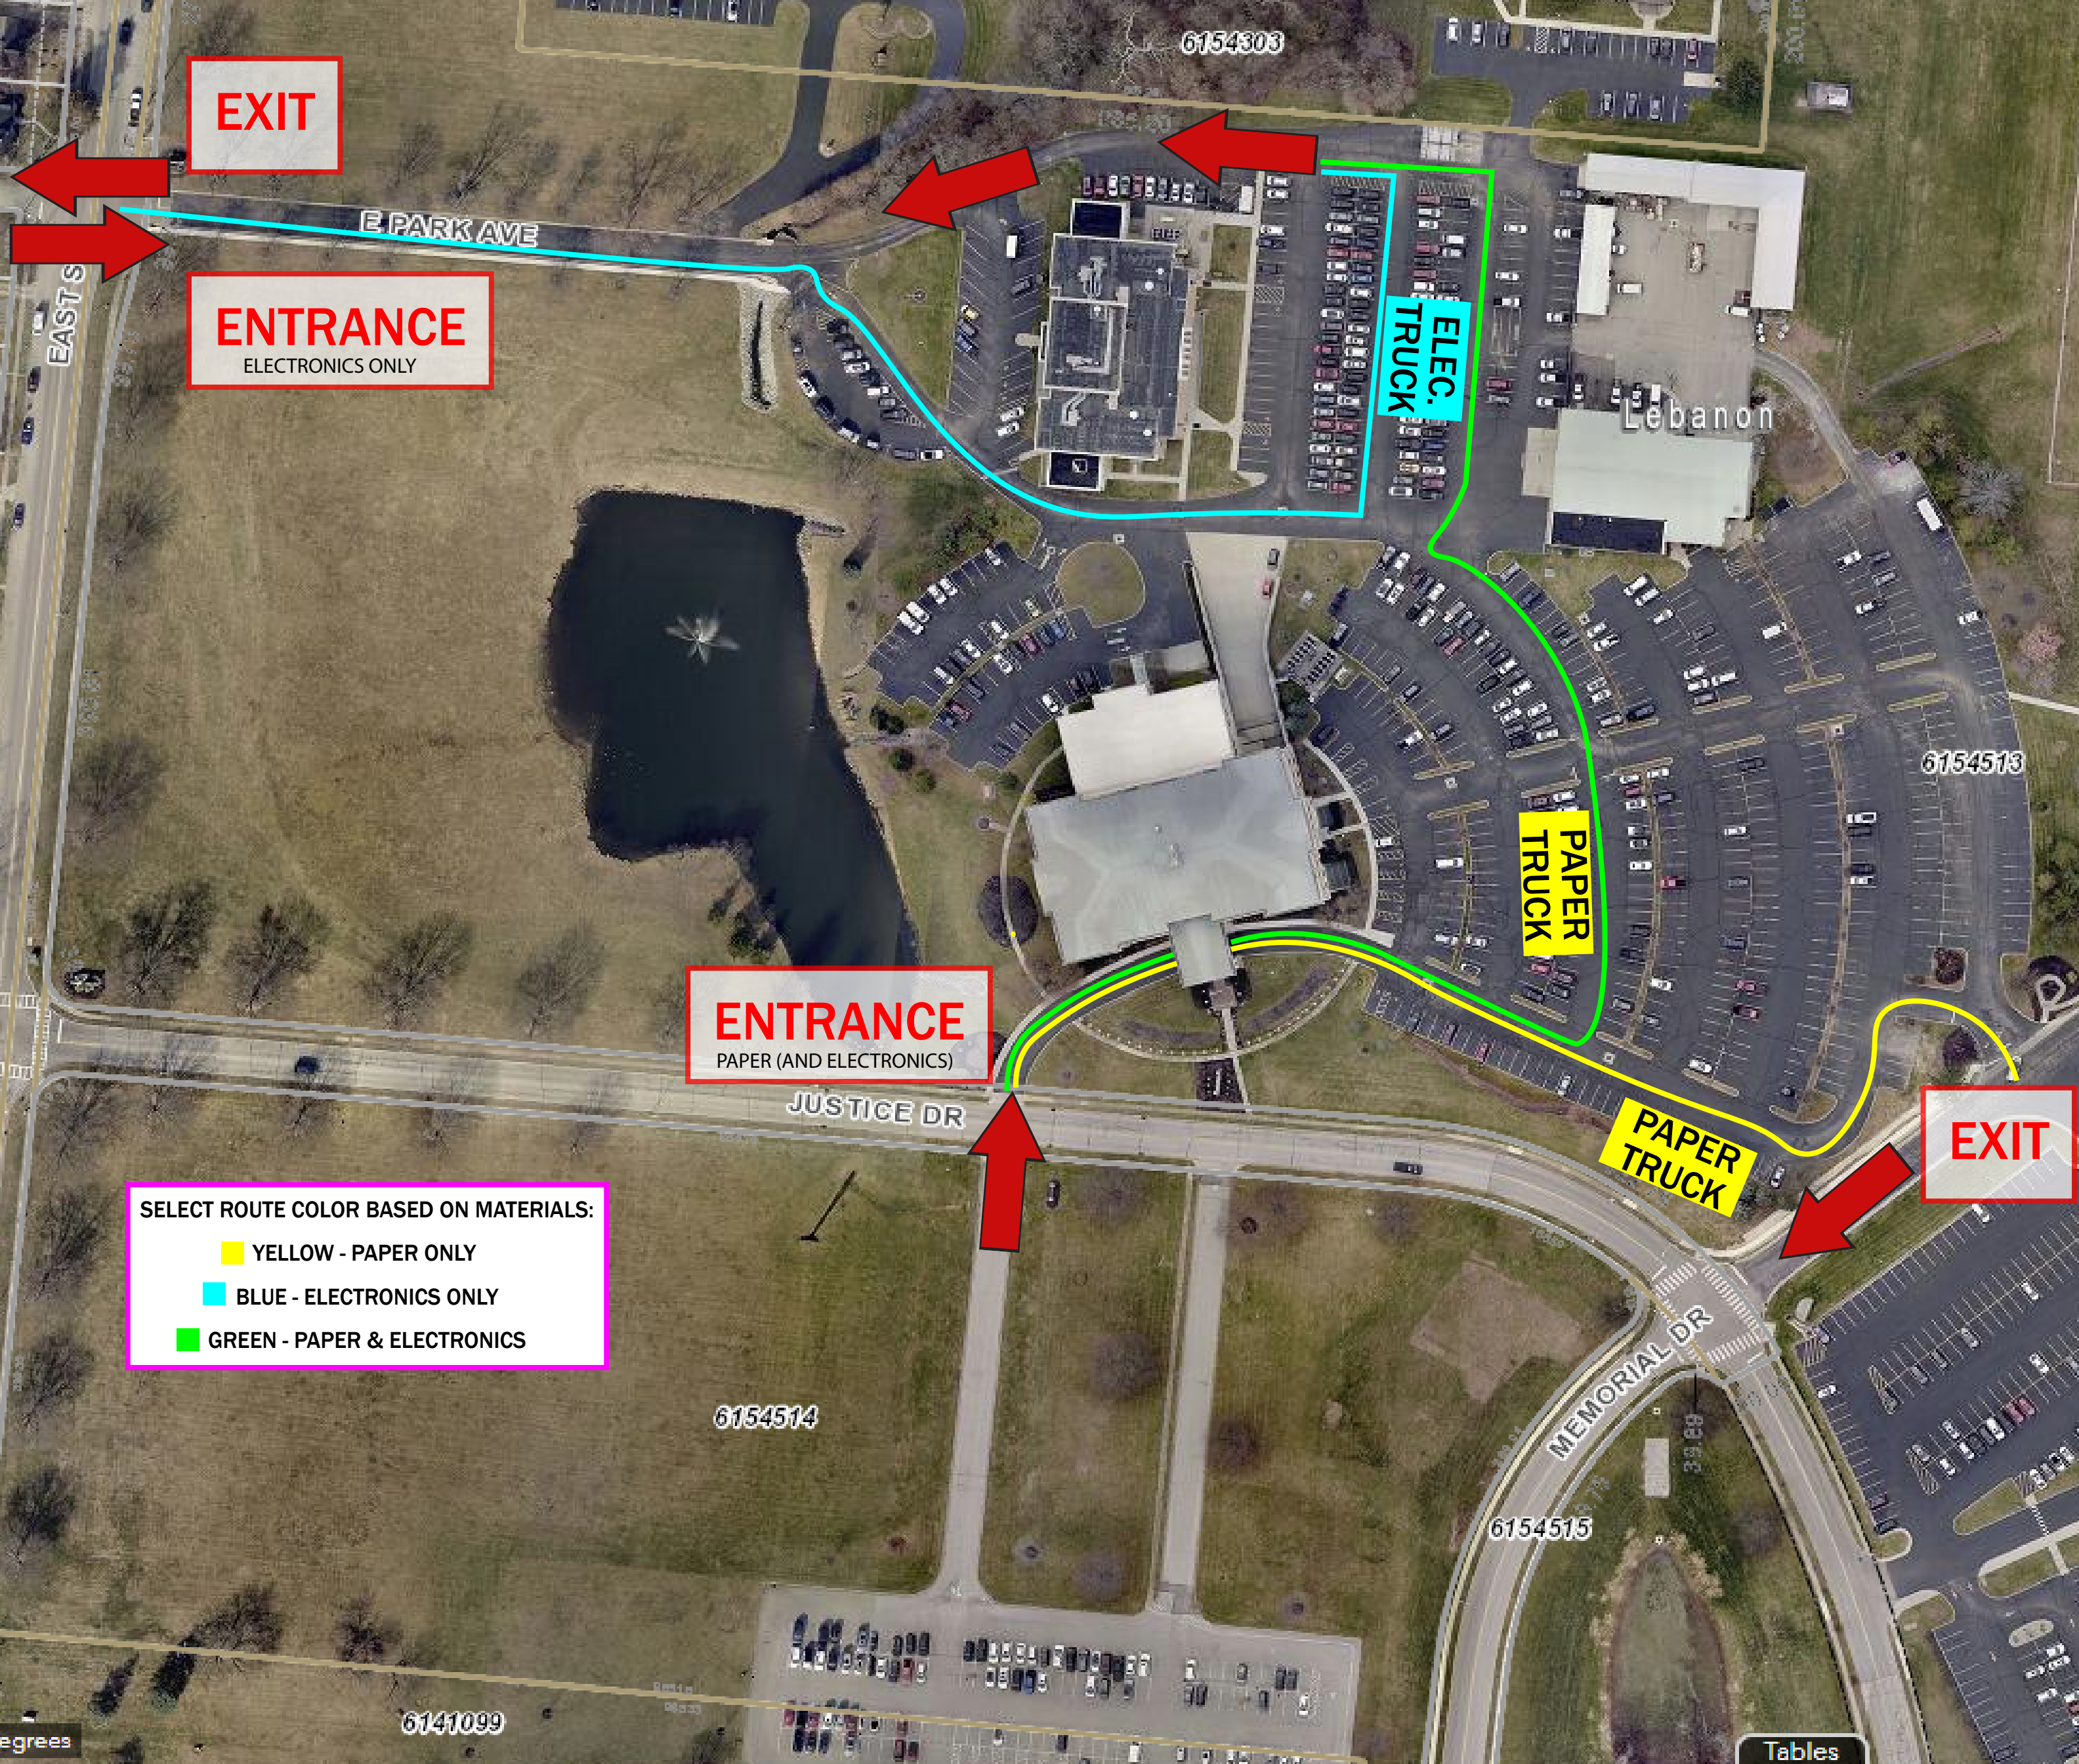 6154303
EXIT
E PARK AVE
EAST S
ENTRANCE
ELECTRONICS ONLY
ELEC.
TRUCK
Lebanon
6154513
PAPER
TRUCK
ENTRANCE
PAPER (AND ELECTRONICS)
JUSTICE DR
PAPER
TRUCK
EXIT
SELECT ROUTE COLOR BASED ON MATERIALS:
YELLOW - PAPER ONLY
BLUE - ELECTRONICS ONLY
GREEN - PAPER & ELECTRONICS
MEMORIAL DR
6154514
6154515
6141099
egrees
Tables